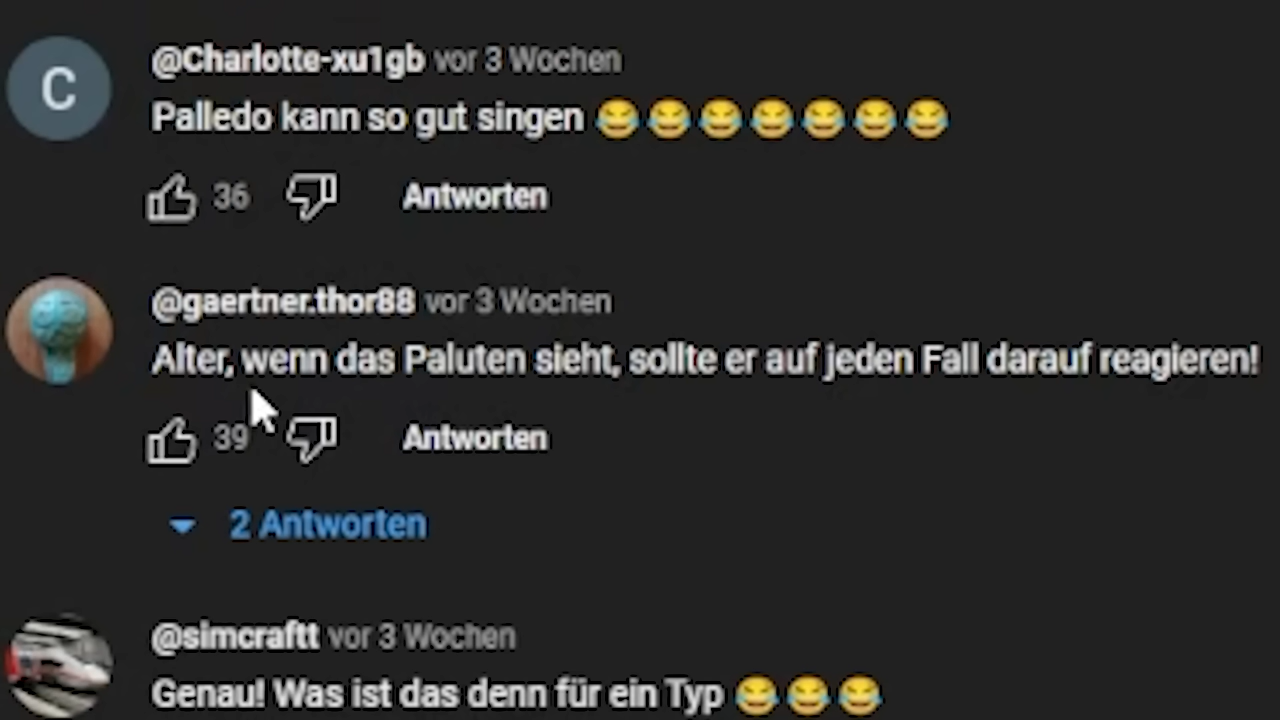 C
@Charlotte-xu1gb vor 3 Wochen
Palledo kann so gut singen 😂😂😂😂😂😂😂
36 Antworten
@gaertner.thor88 vor 3 Wochen
Alter, wenn das Paluten sieht, sollte er auf jeden Fall darauf reagieren!
39 Antworten
2 Antworten
@simcraftt vor 3 Wochen
Genau! Was ist das denn für ein Typ 😂😂😂